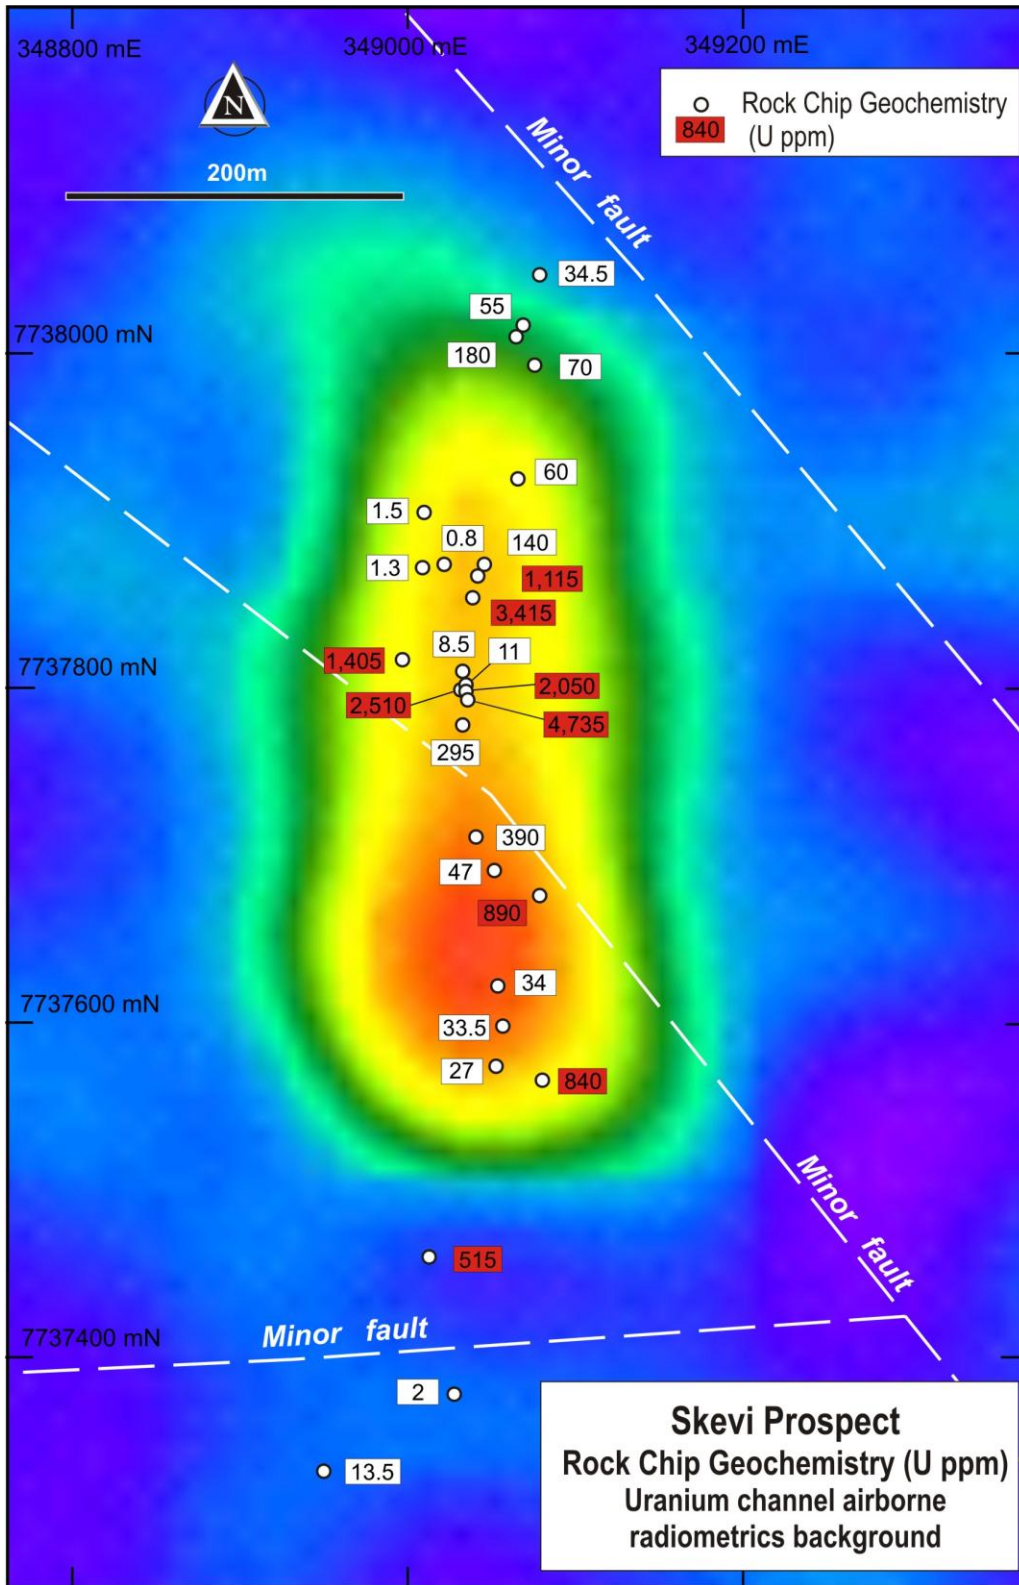 348800 mE
349000 mE
349200 mE
N
200m
Rock Chip Geochemistry
840
(U ppm)
Minor fault
34.5
55
7738000 mN
180
70
60
1.5
0.8
140
1.3
1,115
3,415
8.5
11
1,405
7737800 mN
2,050
2,510
4,735
295
390
47
890
34
7737600 mN
33.5
27
840
Minor fault
515
7737400 mN
Minor fault
2
13.5
Skevi Prospect
Rock Chip Geochemistry (U ppm)
Uranium channel airborne
radiometrics background